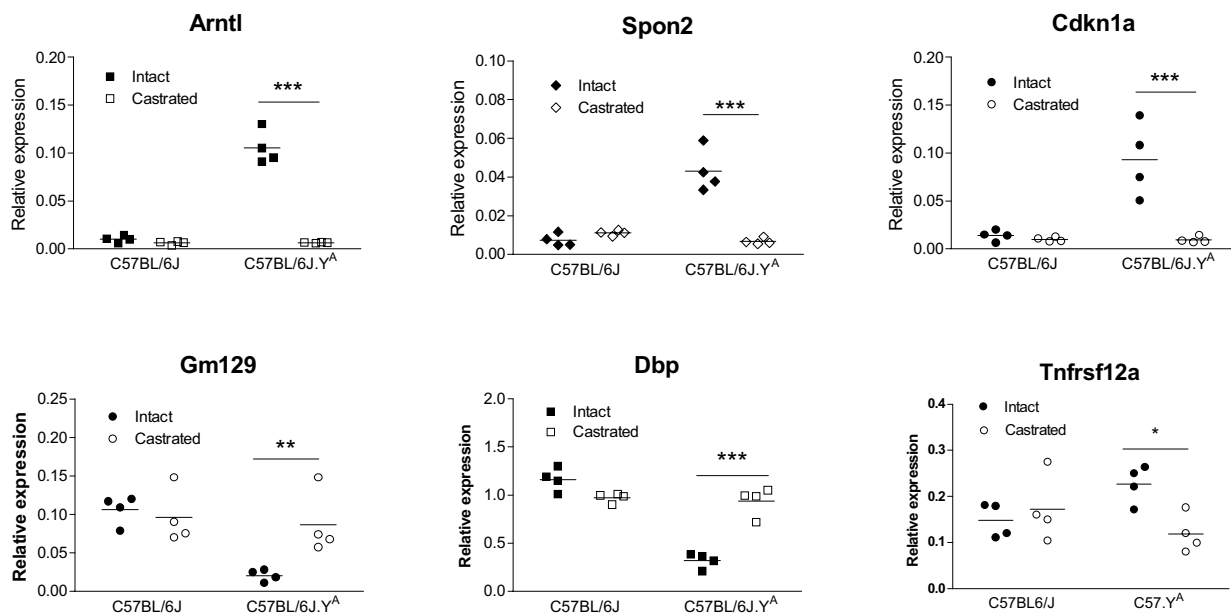 Arntl
Relative expression
0.20
0.15
0.10
0.05
0.00
Intact
Castrated
***
C57BL/6J
C57BL/6J.Y^A
Spon2
Relative expression
0.10
0.08
0.06
0.04
0.02
0.00
Intact
Castrated
***
C57BL/6J
C57BL/6J.Y^A
Cdkn1a
Relative expression
0.20
0.15
0.10
0.05
0.00
Intact
Castrated
***
C57BL/6J
C57BL/6J.Y^A
Gm129
Relative expression
0.25
0.20
0.15
0.10
0.05
0.00
Intact
Castrated
**
C57BL/6J
C57BL/6J.Y^A
Dbp
Relative expression
2.0
1.5
1.0
0.5
0.0
Intact
Castrated
***
C57BL/6J
C57BL/6J.Y^A
Tnfrsf12a
Relative expression
0.4
0.3
0.2
0.1
0.0
Intact
Castrated
*
C57BL6/J
C57.Y^A